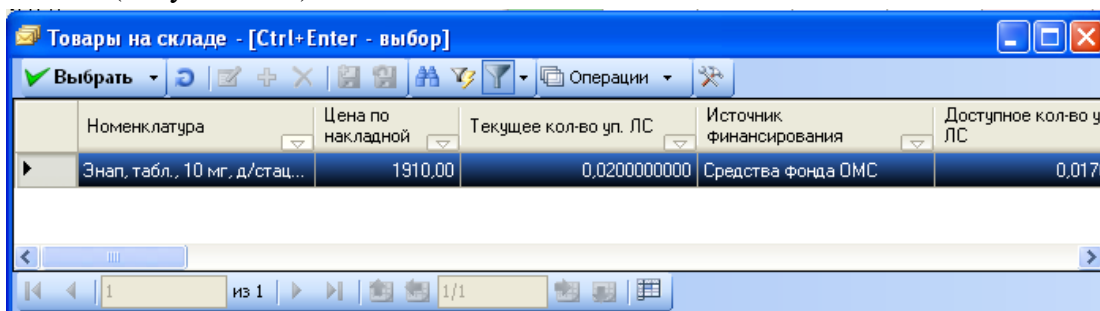 Товары на складе - [Ctrl+Enter - выбор]
Выбрать Операции
Номенклатура Цена по накладной Текущее кол-во уп. ЛС Источник финансирования Доступное кол-во у ЛС
Энап, табл., 10 мг, д/стац... 1910,00 0,0200000000 Средства фонда ОМС 0,017
1 из 1 1/1